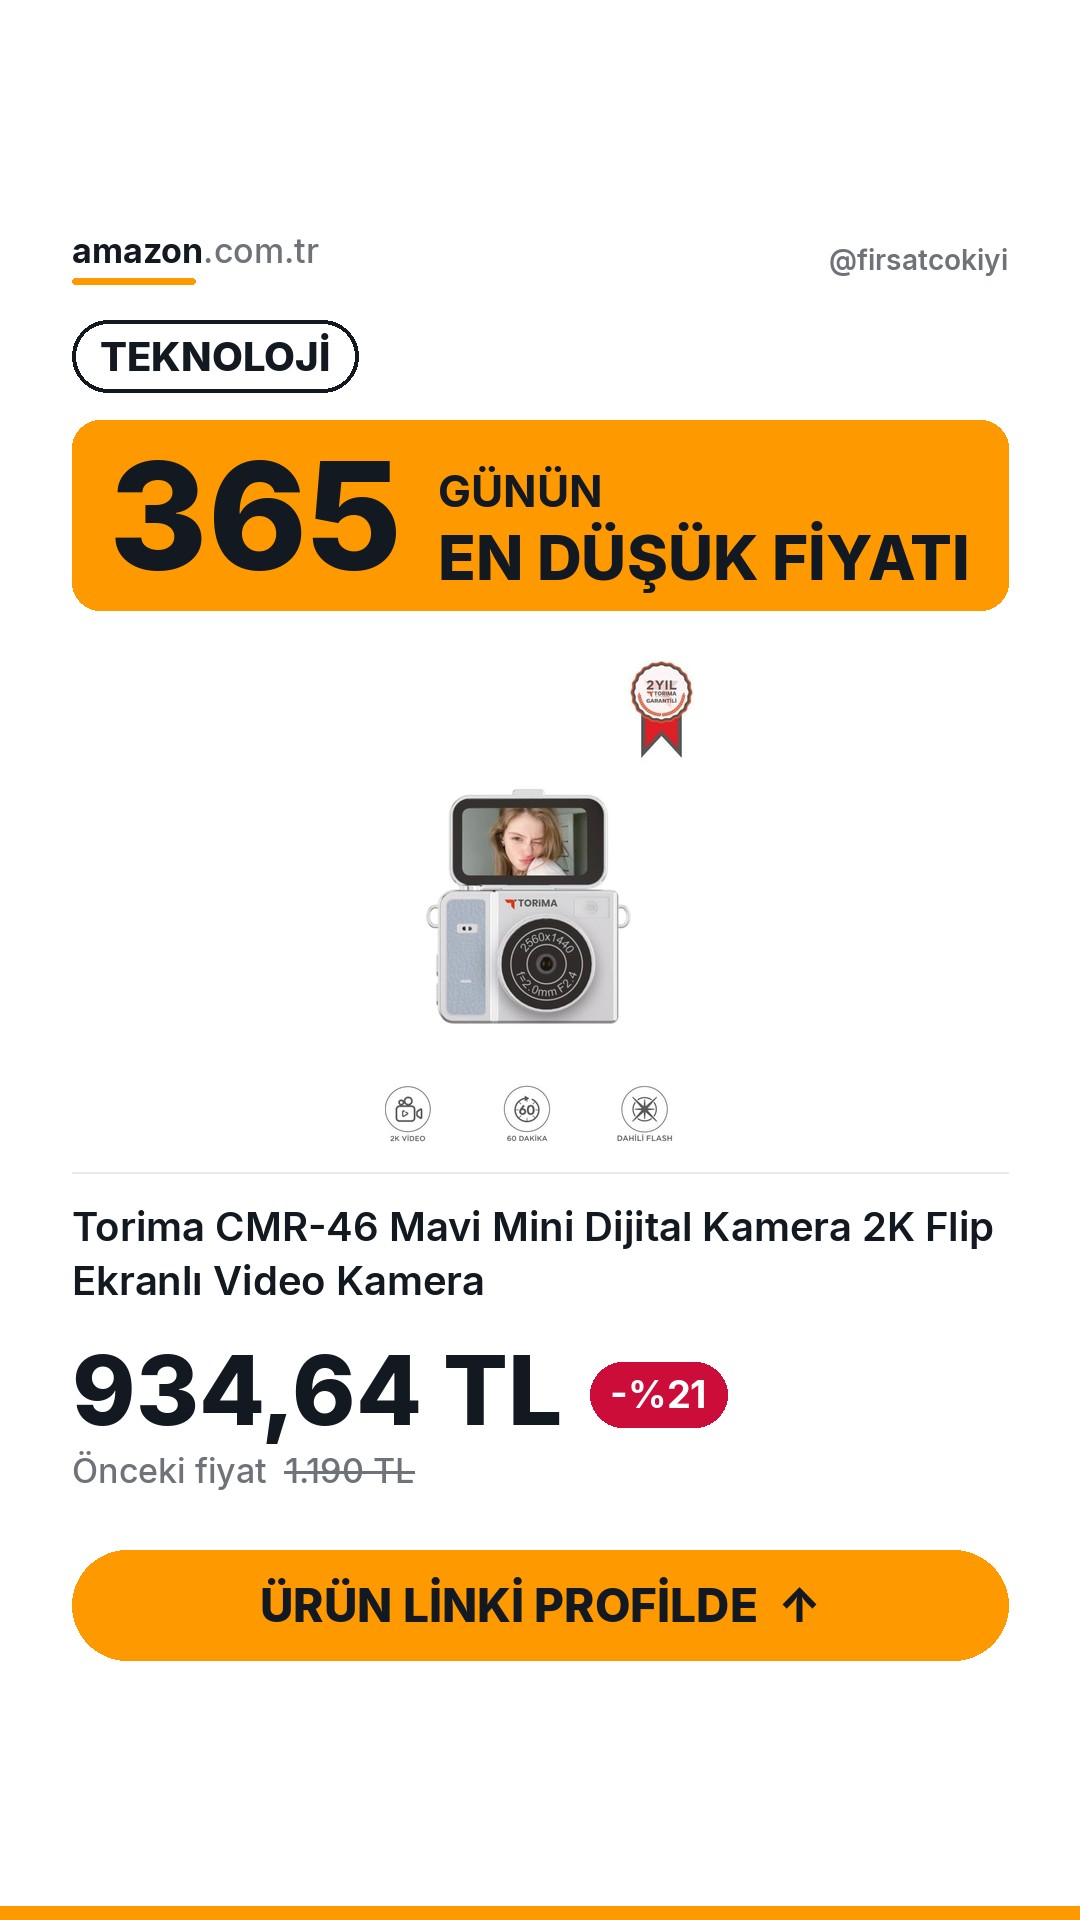 amazon.com.tr
@firsatcokiyi
TEKNOLOJİ
365 GÜNÜN
EN DÜŞÜK FİYATI
2 YIL
TORIMA
GARANTİLİ
TORIMA
2560x1440
f=2.0mm F2.4
60
2K VİDEO
60 DAKİKA
DAHİLİ FLASH
Torima CMR-46 Mavi Mini Dijital Kamera 2K Flip
Ekranlı Video Kamera
934,64 TL -%21
Önceki fiyat 1.190 TL
ÜRÜN LİNKİ PROFİLDE ↑